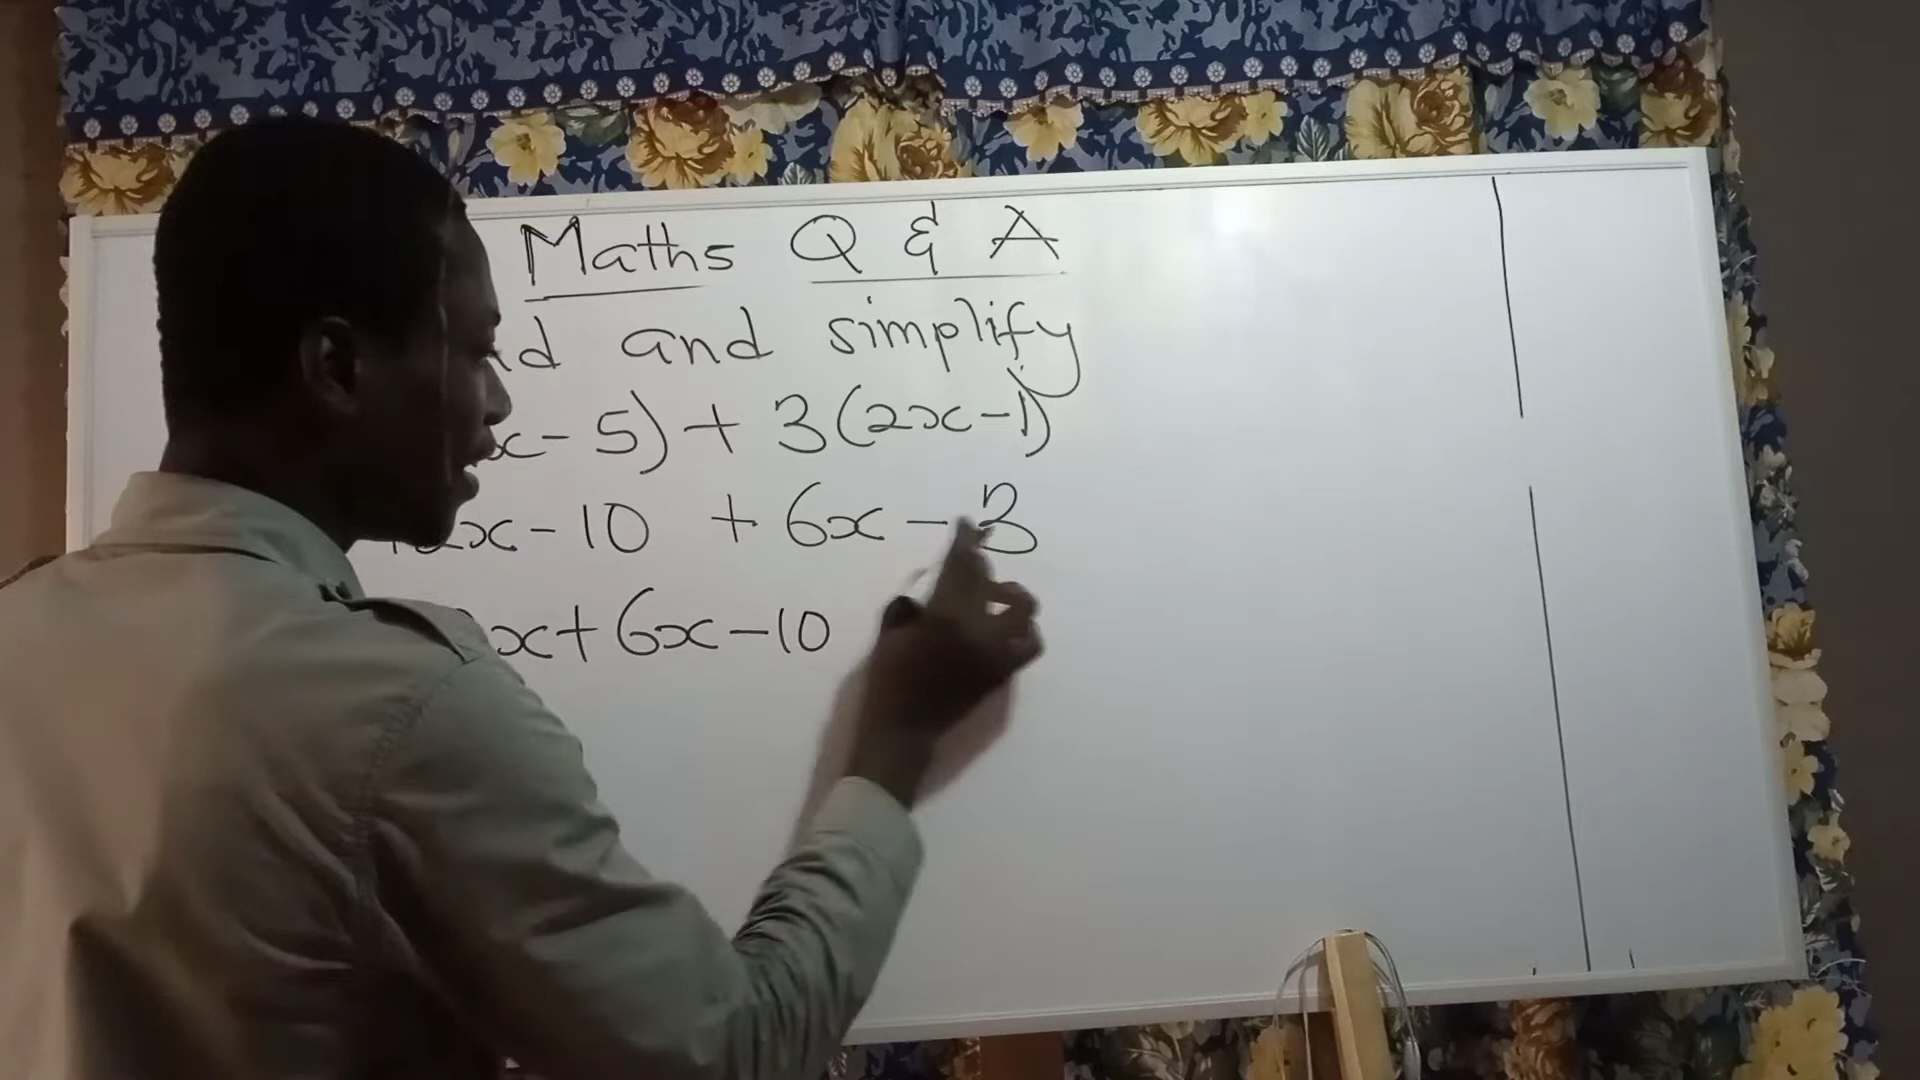 Maths Q & A
and simplify
x - 5) + 3(2x - 1)
x - 10 + 6x - 3
x + 6x - 10